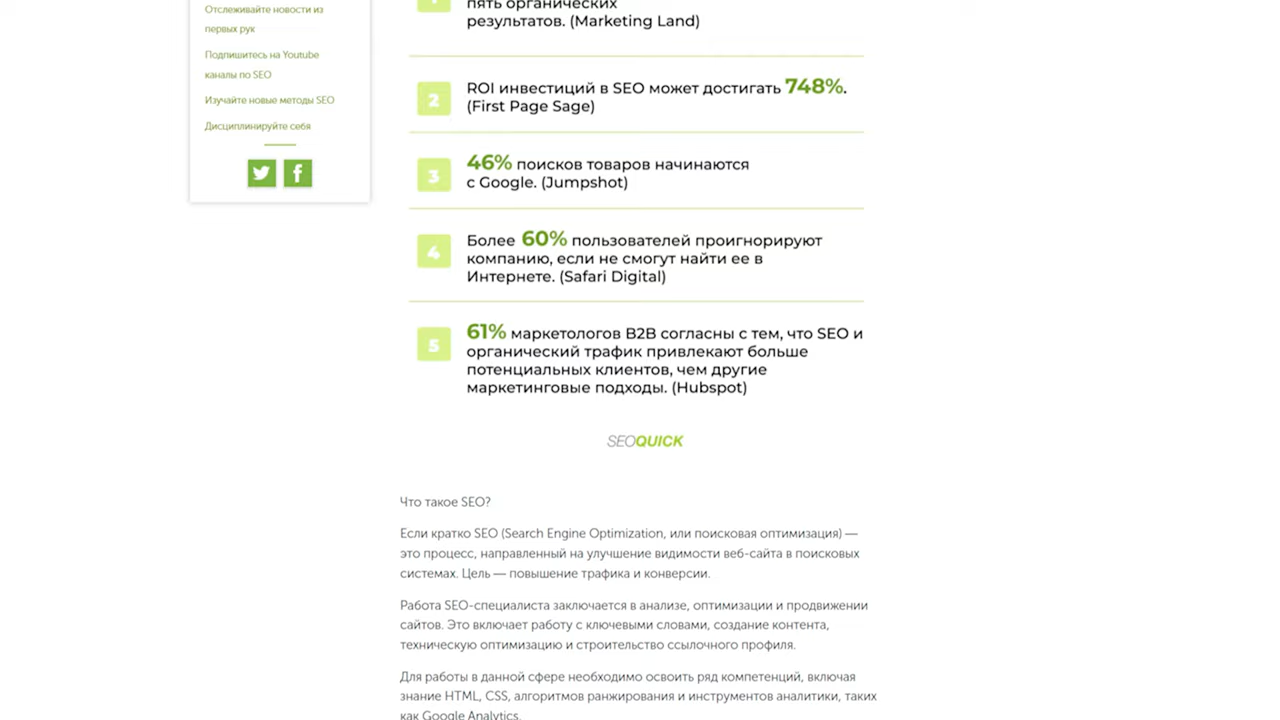 Отслеживайте новости из
первых рук
Подпишитесь на Youtube
каналы по SEO
Изучайте новые методы SEO
Дисциплинируйте себя
пять органических
результатов. (Marketing Land)
2
ROI инвестиций в SEO может достигать 748%.
(First Page Sage)
3
46% поисков товаров начинаются
с Google. (Jumpshot)
4
Более 60% пользователей проигнорируют
компанию, если не смогут найти ее в
Интернете. (Safari Digital)
5
61% маркетологов B2B согласны с тем, что SEO и
органический трафик привлекают больше
потенциальных клиентов, чем другие
маркетинговые подходы. (Hubspot)
SEOQUICK
Что такое SEO?
Если кратко SEO (Search Engine Optimization, или поисковая оптимизация) —
это процесс, направленный на улучшение видимости веб-сайта в поисковых
системах. Цель — повышение трафика и конверсии.
Работа SEO-специалиста заключается в анализе, оптимизации и продвижении
сайтов. Это включает работу с ключевыми словами, создание контента,
техническую оптимизацию и строительство ссылочного профиля.
Для работы в данной сфере необходимо освоить ряд компетенций, включая
знание HTML, CSS, алгоритмов ранжирования и инструментов аналитики, таких
как Google Analytics.